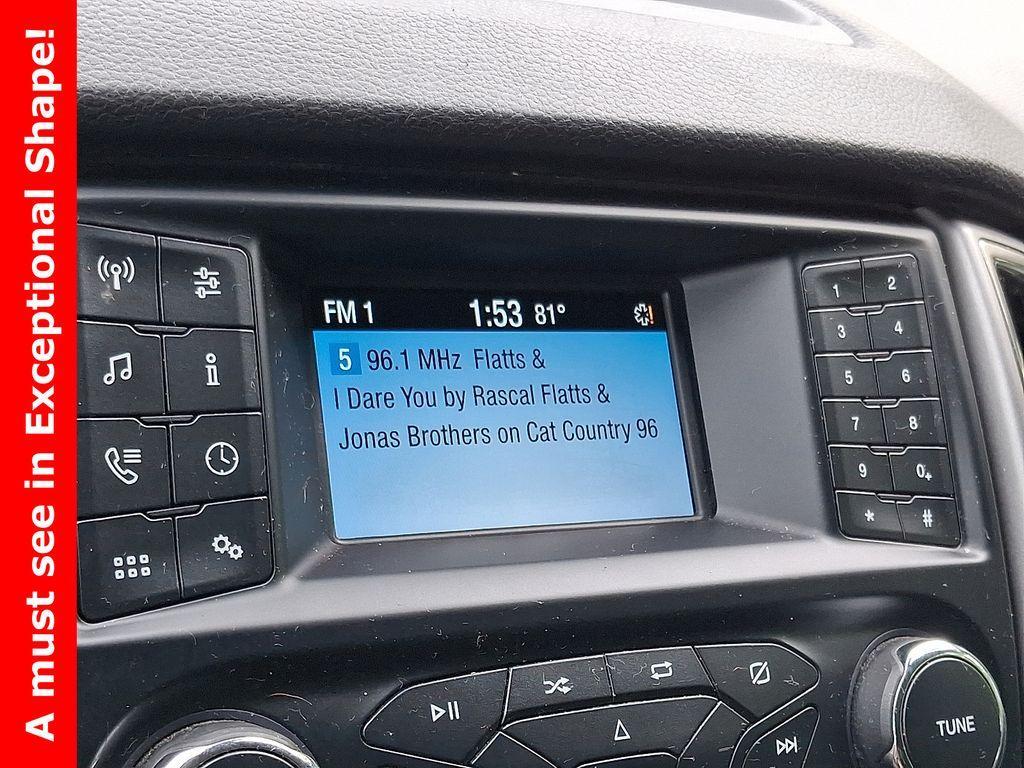 A must see in Exceptional Shape!
FM 1 1:53 81°
5 96.1 MHz Flatts &
I Dare You by Rascal Flatts &
Jonas Brothers on Cat Country 96
1 2
3 4
5 6
7 8
9 0+
* #
TUNE